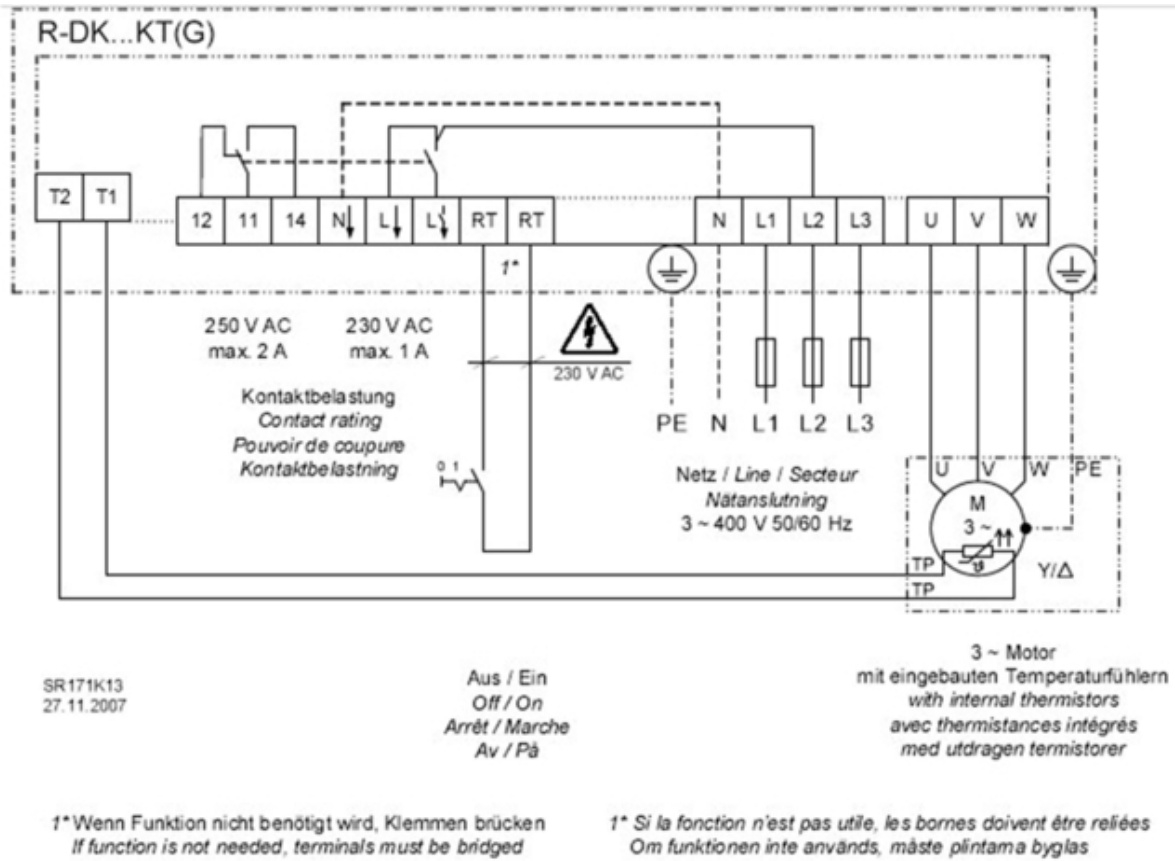 R-DK...KT(G)
T2 T1
12 11 14 N L L RT RT
N L1 L2 L3
U V W
1*
250 V AC
max. 2 A
230 V AC
max. 1 A
230 V AC
Kontaktbelastung
Contact rating
Pouvoir de coupure
Kontaktbelastning
0 1
PE N L1 L2 L3
Netz / Line / Secteur
Nätanslutning
3 ~ 400 V 50/60 Hz
U V W PE
M
3 ~
ϑ
TP
TP
Y/Δ
SR171K13
27.11.2007
Aus / Ein
Off / On
Arrêt / Marche
Av / På
3 ~ Motor
mit eingebauten Temperaturfühlern
with internal thermistors
avec thermistances intégrés
med utdragen termistorer
1* Wenn Funktion nicht benötigt wird, Klemmen brücken
If function is not needed, terminals must be bridged
1* Si la fonction n'est pas utile, les bornes doivent être reliées
Om funktionen inte används, måste plintarna byglas